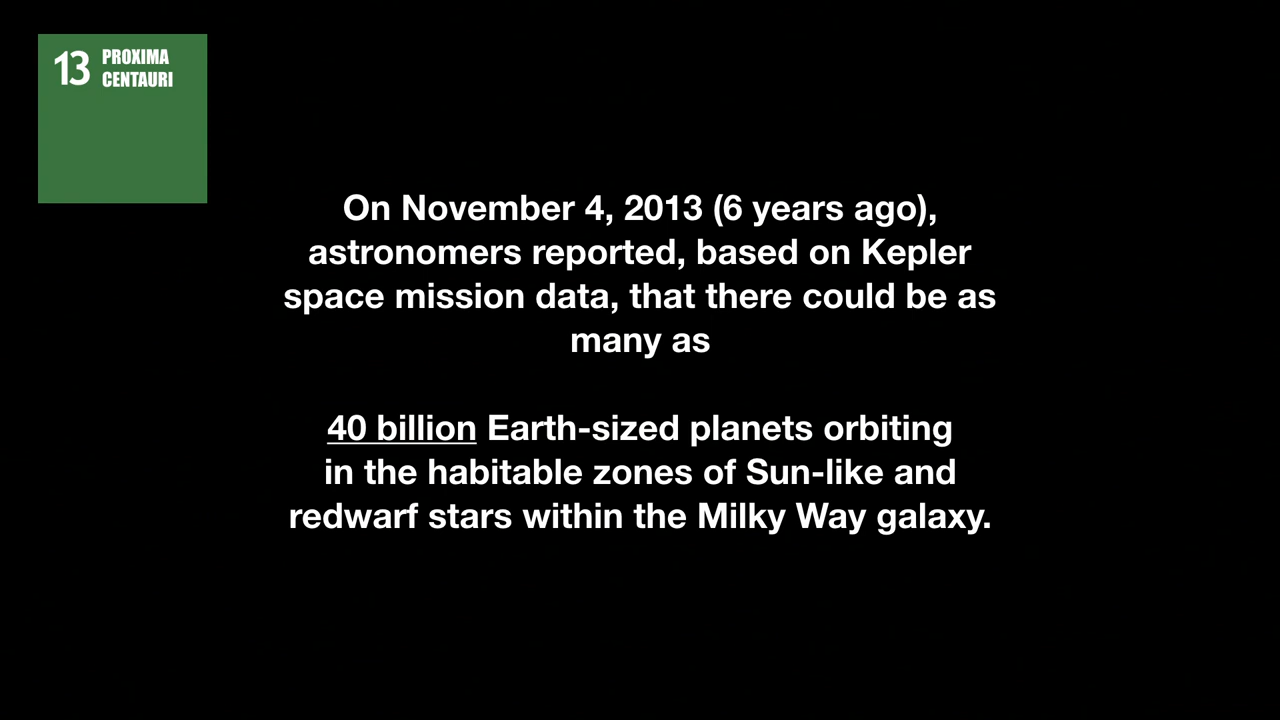 13 PROXIMA
CENTAURI
On November 4, 2013 (6 years ago),
astronomers reported, based on Kepler
space mission data, that there could be as
many as
40 billion Earth-sized planets orbiting
in the habitable zones of Sun-like and
redwarf stars within the Milky Way galaxy.